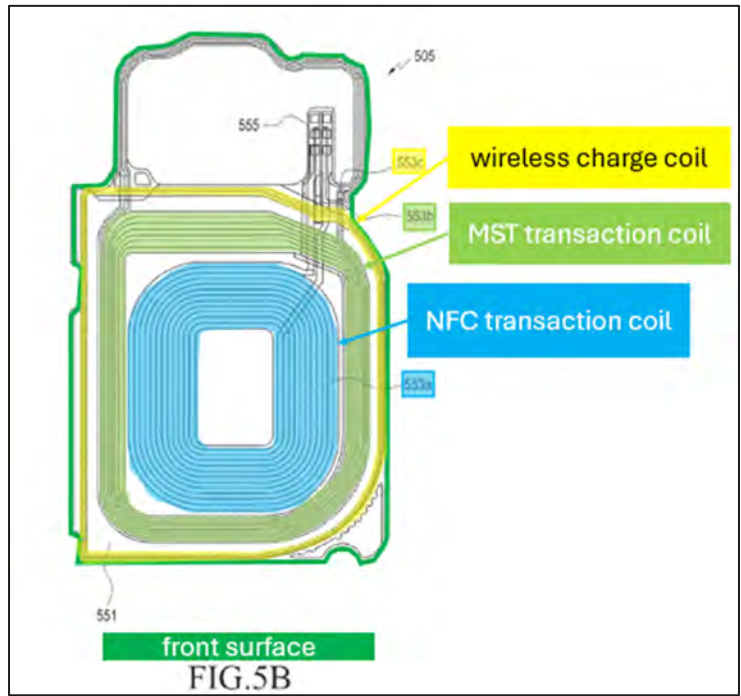 505
555
553c
wireless charge coil
553b
MST transaction coil
NFC transaction coil
553a
551
front surface
FIG.5B